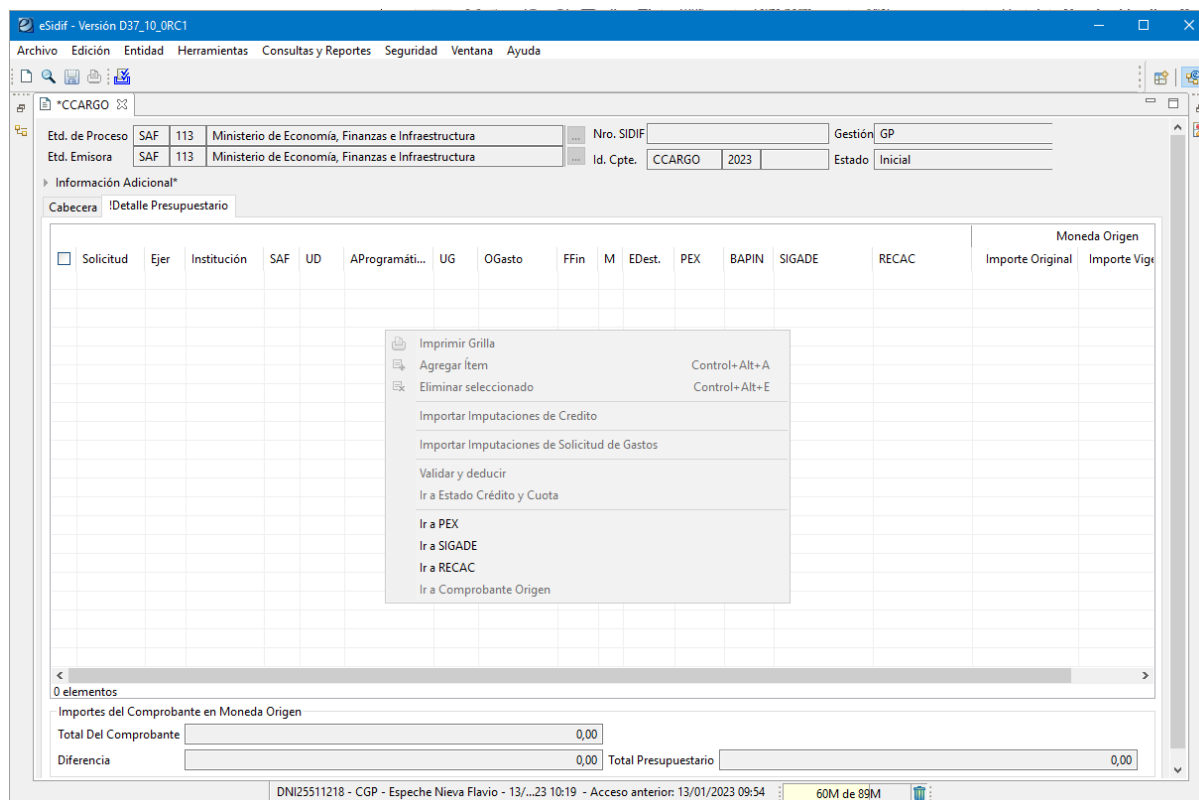 eSidif - Versión D37_10_0RC1
Archivo Edición Entidad Herramientas Consultas y Reportes Seguridad Ventana Ayuda
*CCARGO
Etd. de Proceso SAF 113 Ministerio de Economía, Finanzas e Infraestructura ... Nro. SIDIF Gestión GP
Etd. Emisora SAF 113 Ministerio de Economía, Finanzas e Infraestructura ... Id. Cpte. CCARGO 2023 Estado Inicial
Información Adicional*
Cabecera !Detalle Presupuestario
Moneda Origen
Solicitud Ejer Institución SAF UD AProgramáti... UG OGasto FFin M EDest. PEX BAPIN SIGADE RECAC Importe Original Importe Vige
Imprimir Grilla
Agregar Ítem Control+Alt+A
Eliminar seleccionado Control+Alt+E
Importar Imputaciones de Credito
Importar Imputaciones de Solicitud de Gastos
Validar y deducir
Ir a Estado Crédito y Cuota
Ir a PEX
Ir a SIGADE
Ir a RECAC
Ir a Comprobante Origen
0 elementos
Importes del Comprobante en Moneda Origen
Total Del Comprobante 0,00
Diferencia 0,00 Total Presupuestario 0,00
DNI25511218 - CGP - Espeche Nieva Flavio - 13/...23 10:19 - Acceso anterior: 13/01/2023 09:54 60M de 89M